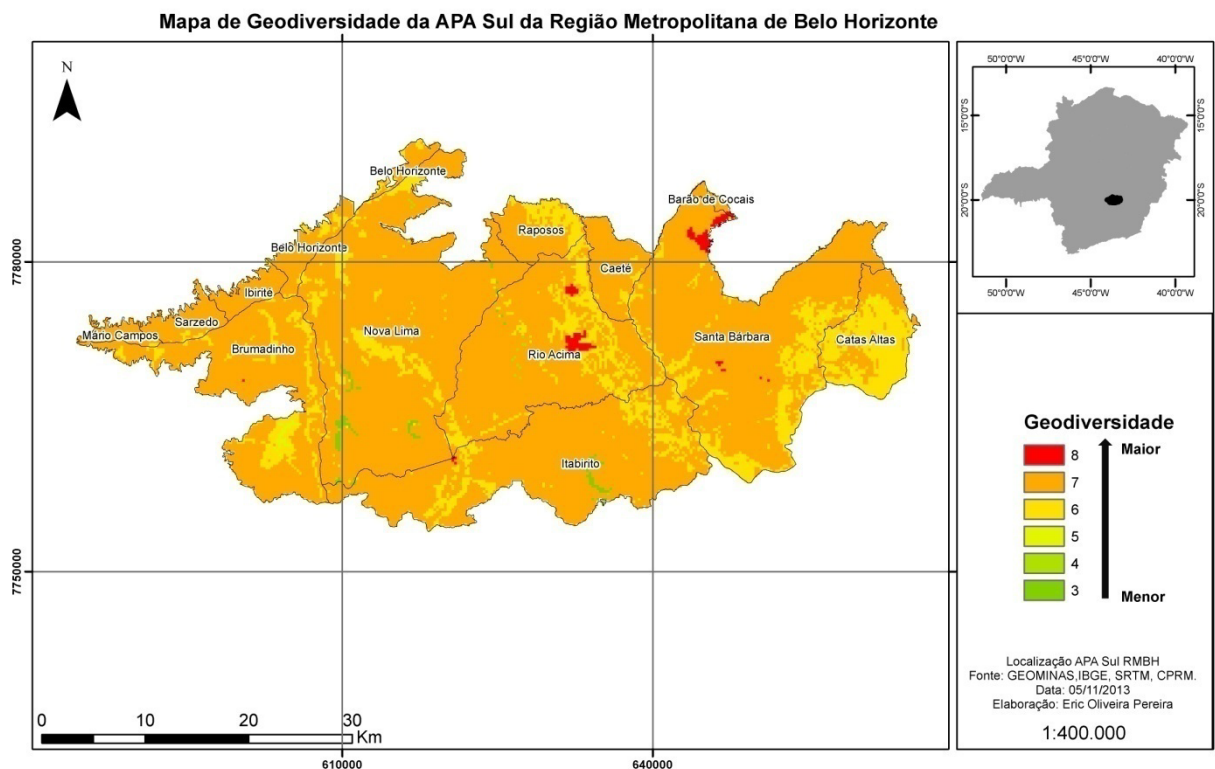 Mapa de Geodiversidade da APA Sul da Região Metropolitana de Belo Horizonte
N
Belo Horizonte
Barão de Cocais
Raposos
Belo Horizonte
Caeté
Ibirité
Sarzedo
Mário Campos
Nova Lima
Santa Bárbara
Catas Altas
Brumadinho
Rio Acima
Itabirito
7780000
7750000
0 10 20 30
Km
610000 640000
50°0'0"W 45°0'0"W 40°0'0"W
15°0'0"S 15°0'0"S
20°0'0"S 20°0'0"S
50°0'0"W 45°0'0"W 40°0'0"W
Geodiversidade
8 Maior
7
6
5
4
3 Menor
Localização APA Sul RMBH
Fonte: GEOMINAS,IBGE, SRTM, CPRM.
Data: 05/11/2013
Elaboração: Eric Oliveira Pereira
1:400.000